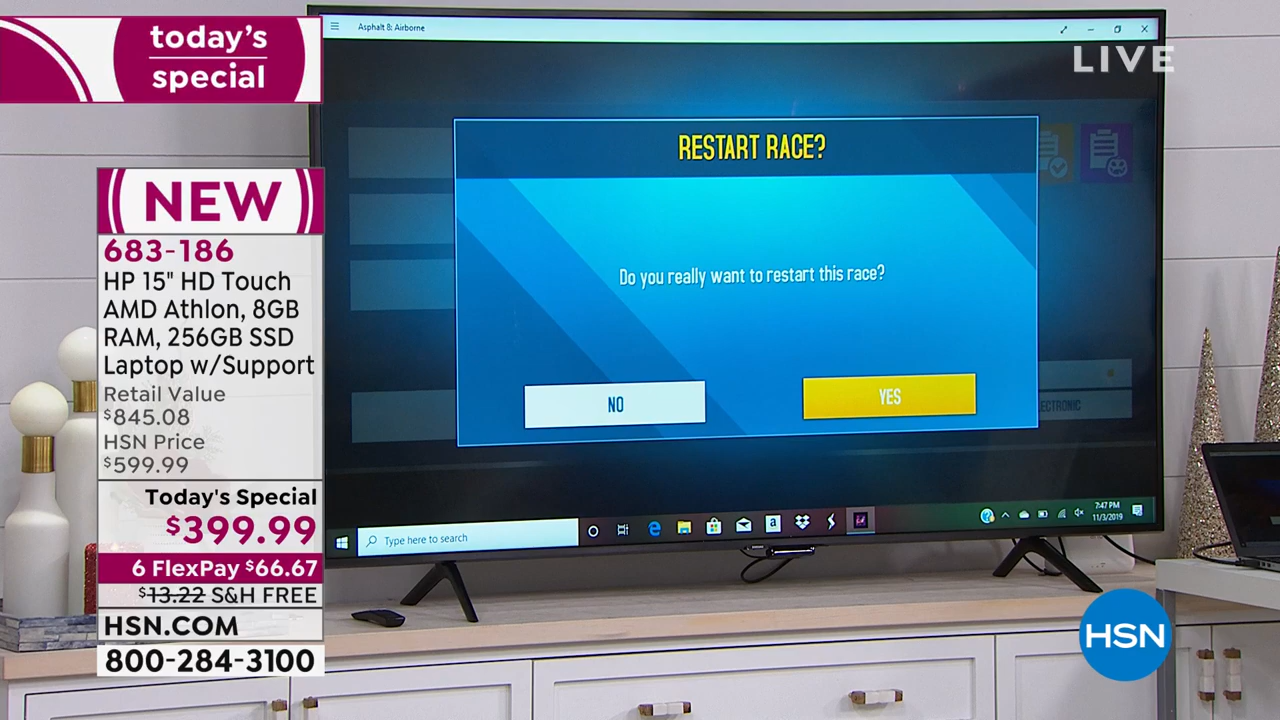 today's
special
NEW
683-186
HP 15" HD Touch
AMD Athlon, 8GB
RAM, 256GB SSD
Laptop w/Support
Retail Value
$845.08
HSN Price
$599.99
Today's Special
$399.99
6 FlexPay $66.67
$13.22 S&H FREE
HSN.COM
800-284-3100
Asphalt 8: Airborne
LIVE
RESTART RACE?
Do you really want to restart this race?
NO
YES
Type here to search
a
7:47 PM
11/3/2019
HSN